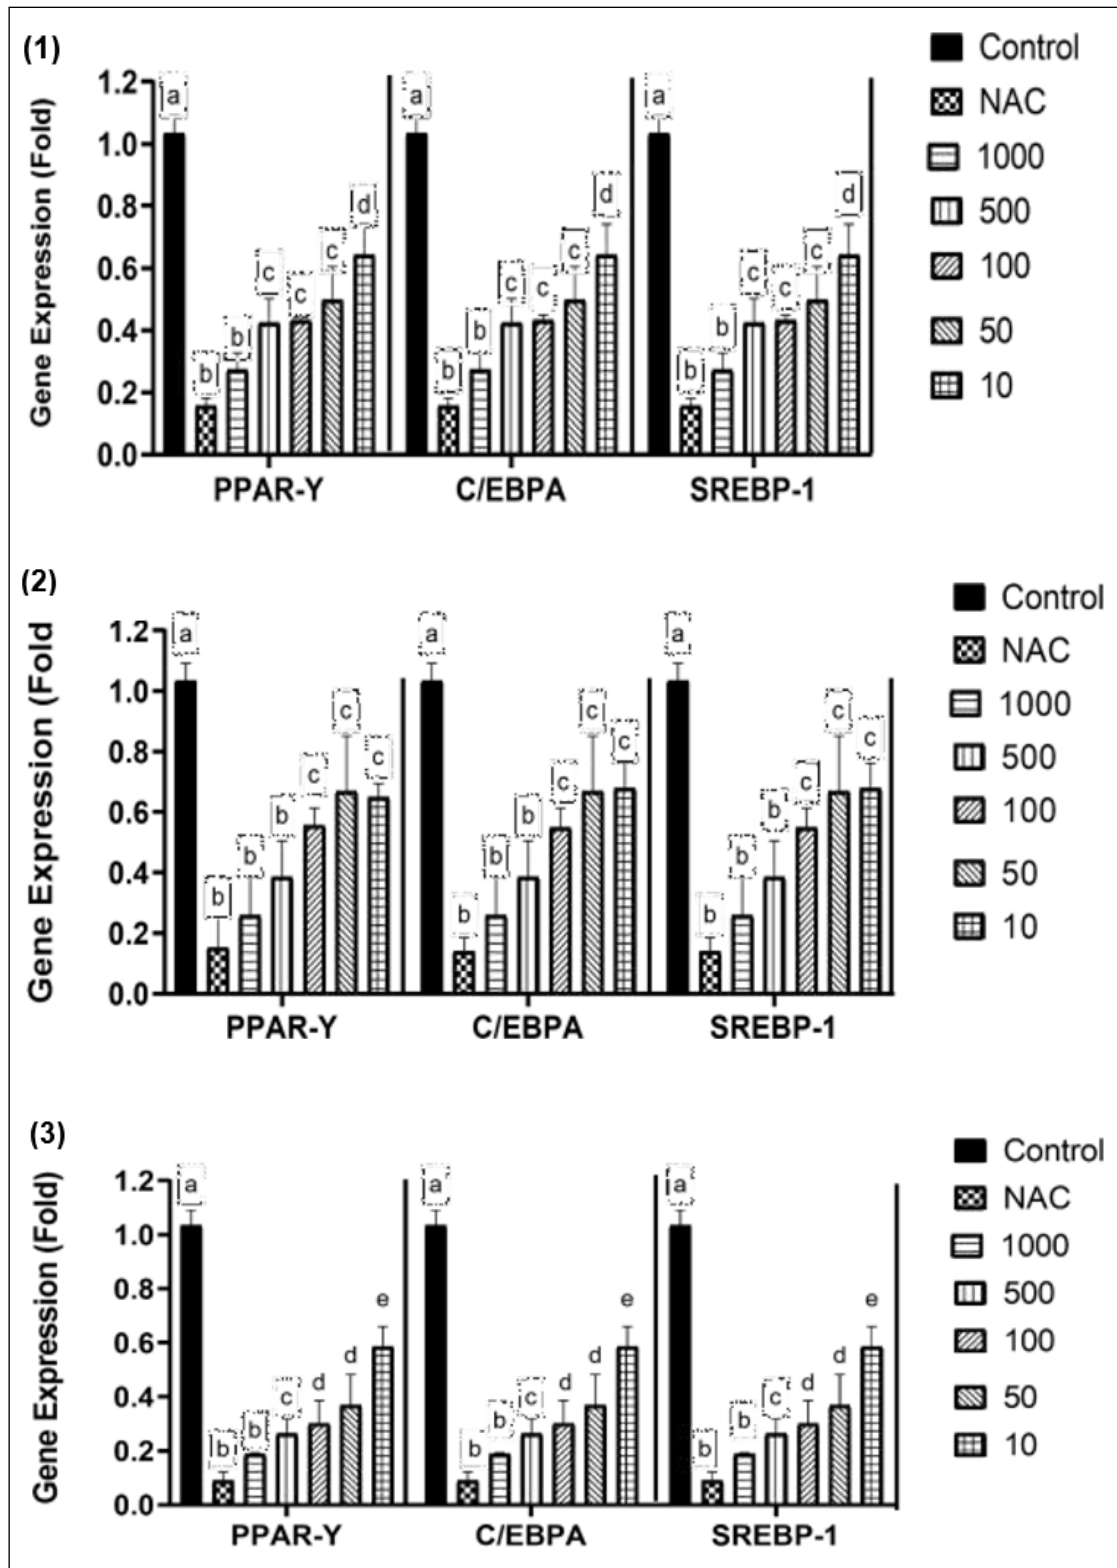 (1)
Gene Expression (Fold)
1.2
1.0
0.8
0.6
0.4
0.2
0.0
a
b
b
c
c
c
d
a
b
b
c
c
c
d
a
b
b
c
c
c
d
PPAR-Y
C/EBPA
SREBP-1
Control
NAC
1000
500
100
50
10
(2)
Gene Expression (Fold
1.2
1.0
0.8
0.6
0.4
0.2
0.0
a
b
b
b
c
c
c
a
b
b
b
c
c
c
a
b
b
b
c
c
c
PPAR-Y
C/EBPA
SREBP-1
Control
NAC
1000
500
100
50
10
(3)
Gene Expression (Fold)
1.2
1.0
0.8
0.6
0.4
0.2
0.0
a
b
b
c
d
d
e
a
b
b
c
d
d
e
a
b
b
c
d
d
e
PPAR-Y
C/EBPA
SREBP-1
Control
NAC
1000
500
100
50
10